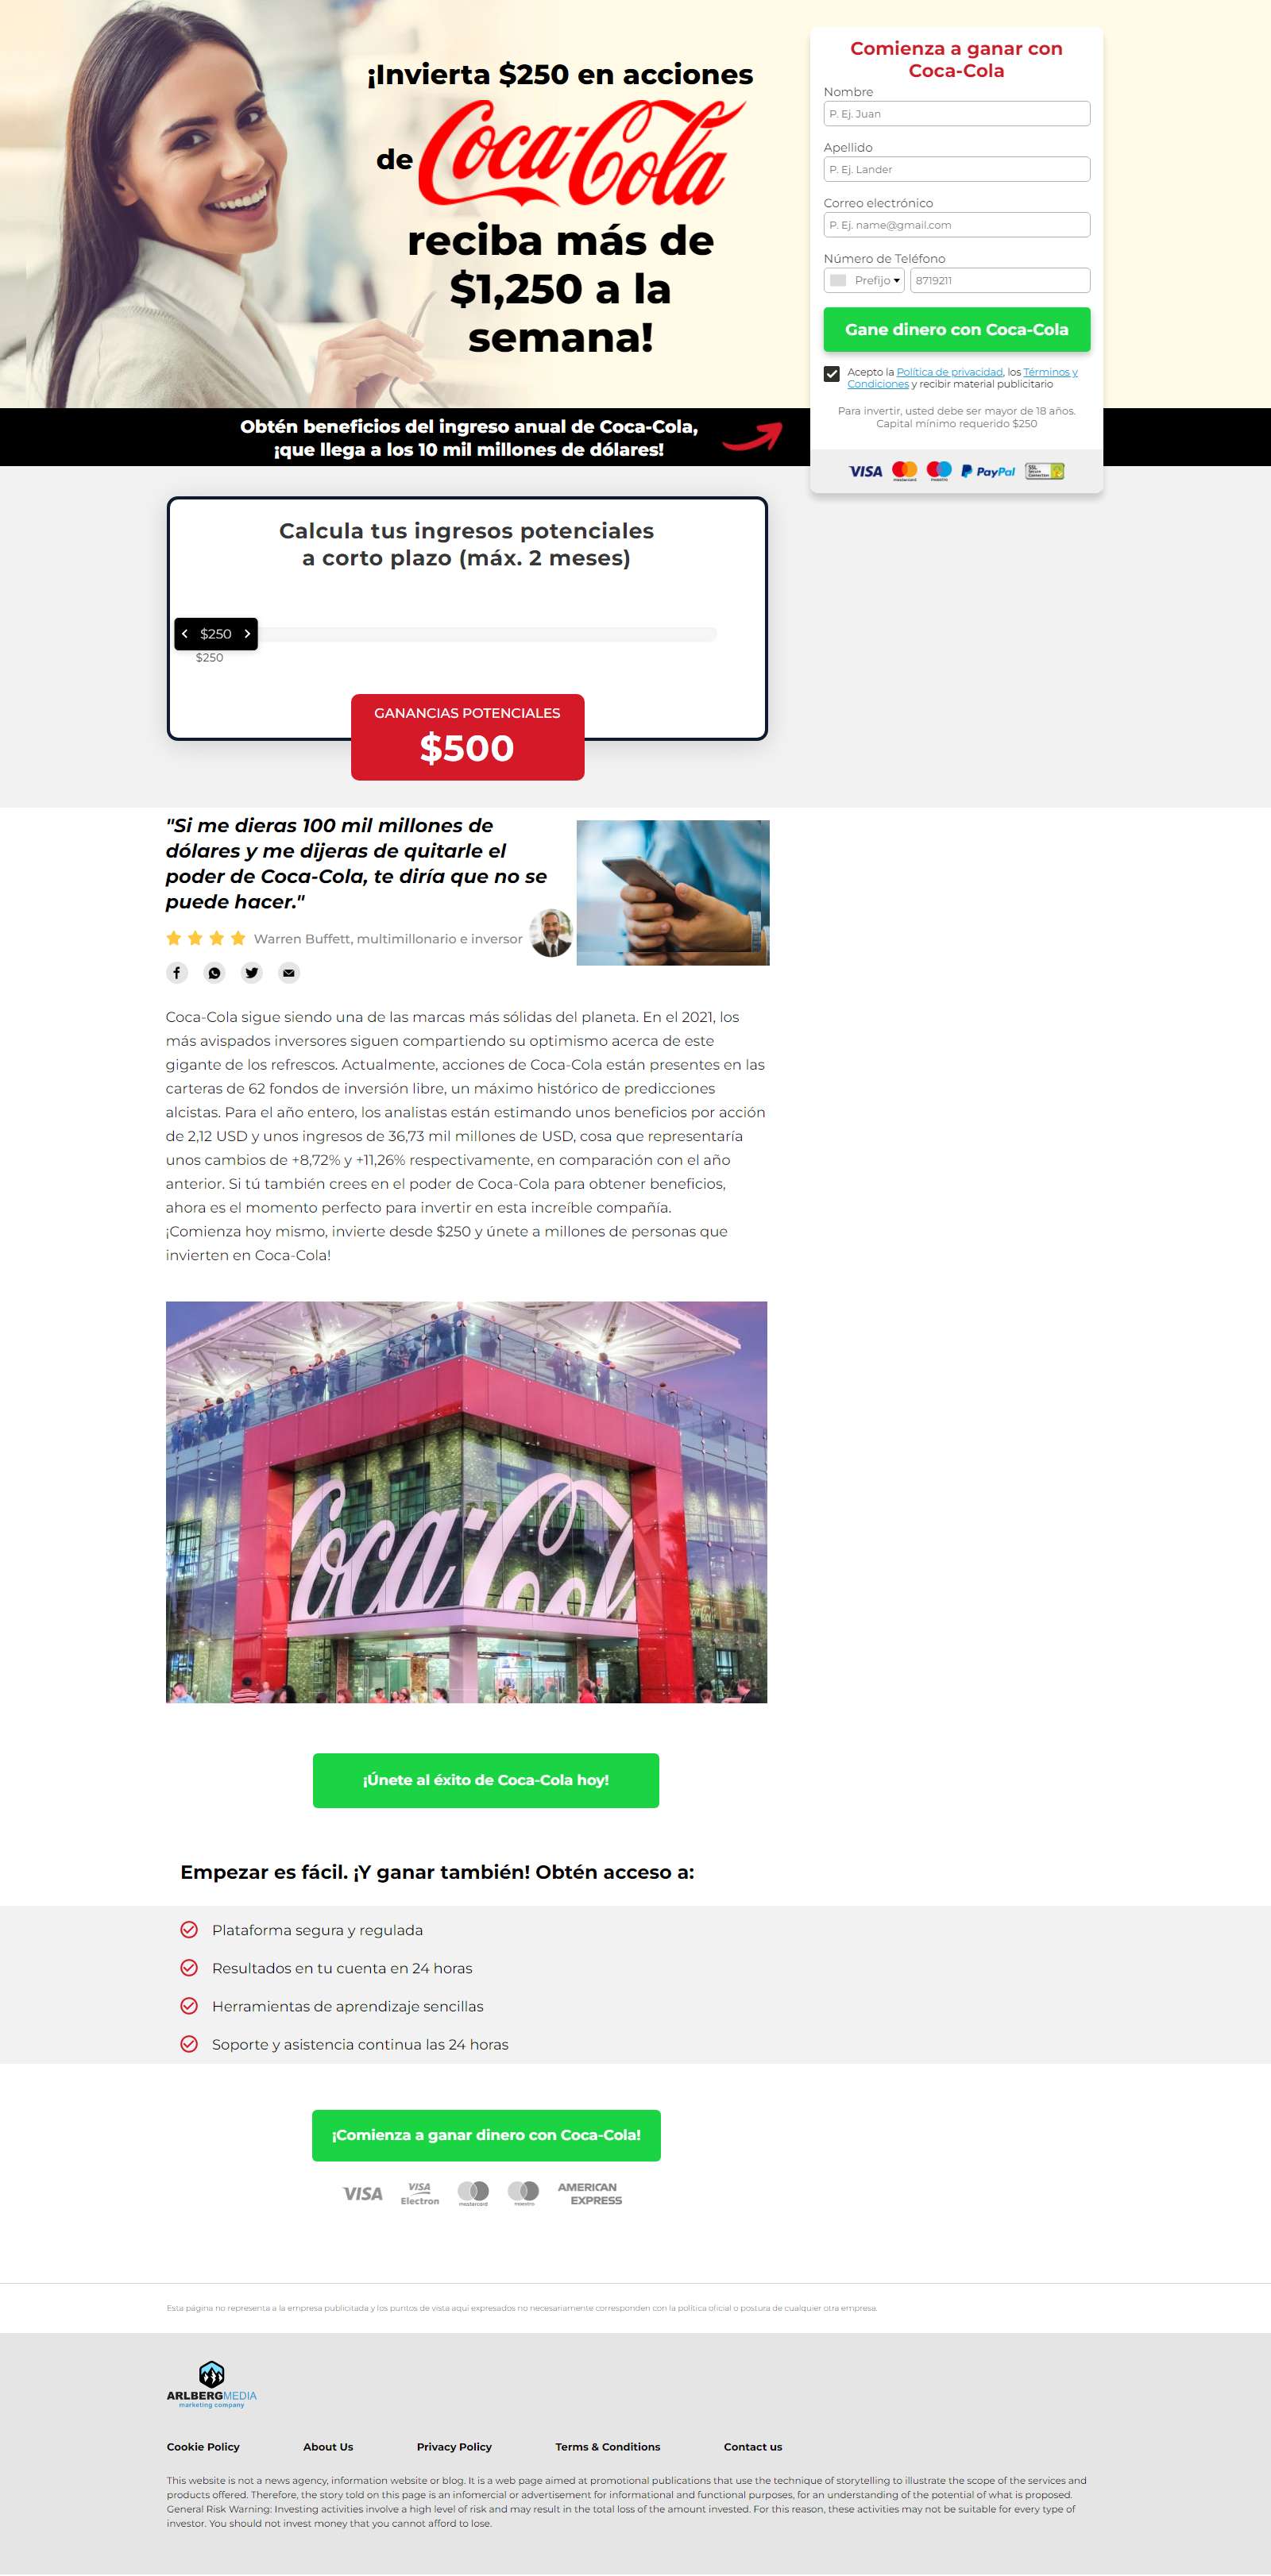 ¡Invierta $250 en acciones
de Coca-Cola
reciba más de
$1,250 a la
semana!
Obtén beneficios del ingreso anual de Coca-Cola,
¡que llega a los 10 mil millones de dólares!
Comienza a ganar con
Coca-Cola
Nombre
P. Ej. Juan
Apellido
P. Ej. Lander
Correo electrónico
P. Ej. name@gmail.com
Número de Teléfono
Prefijo 8719211
Gane dinero con Coca-Cola
Acepto la Política de privacidad, los Términos y
Condiciones y recibir material publicitario
Para invertir, usted debe ser mayor de 18 años.
Capital mínimo requerido $250
VISA mastercard maestro PayPal SSL
Calcula tus ingresos potenciales
a corto plazo (máx. 2 meses)
$250
$250
GANANCIAS POTENCIALES
$500
"Si me dieras 100 mil millones de
dólares y me dijeras de quitarle el
poder de Coca-Cola, te diría que no se
puede hacer."
Warren Buffett, multimillonario e inversor
Coca-Cola sigue siendo una de las marcas más sólidas del planeta. En el 2021, los
más avispados inversores siguen compartiendo su optimismo acerca de este
gigante de los refrescos. Actualmente, acciones de Coca-Cola están presentes en las
carteras de 62 fondos de inversión libre, un máximo histórico de predicciones
alcistas. Para el año entero, los analistas están estimando unos beneficios por acción
de 2,12 USD y unos ingresos de 36,73 mil millones de USD, cosa que representaría
unos cambios de +8,72% y +11,26% respectivamente, en comparación con el año
anterior. Si tú también crees en el poder de Coca-Cola para obtener beneficios,
ahora es el momento perfecto para invertir en esta increíble compañía.
¡Comienza hoy mismo, invierte desde $250 y únete a millones de personas que
invierten en Coca-Cola!
Coca-Cola
¡Únete al éxito de Coca-Cola hoy!
Empezar es fácil. ¡Y ganar también! Obtén acceso a:
Plataforma segura y regulada
Resultados en tu cuenta en 24 horas
Herramientas de aprendizaje sencillas
Soporte y asistencia continua las 24 horas
¡Comienza a ganar dinero con Coca-Cola!
VISA VISA Electron mastercard maestro AMERICAN EXPRESS
Esta página no representa a la empresa publicitada y los puntos de vista aquí expresados no necesariamente corresponden con la política oficial o postura de cualquier otra empresa.
ARLBERGMEDIA
marketing company
Cookie Policy About Us Privacy Policy Terms & Conditions Contact us
This website is not a news agency, information website or blog. It is a web page aimed at promotional publications that use the technique of storytelling to illustrate the scope of the services and
products offered. Therefore, the story told on this page is an infomercial or advertisement for informational and functional purposes, for an understanding of the potential of what is proposed.
General Risk Warning: Investing activities involve a high level of risk and may result in the total loss of the amount invested. For this reason, these activities may not be suitable for every type of
investor. You should not invest money that you cannot afford to lose.